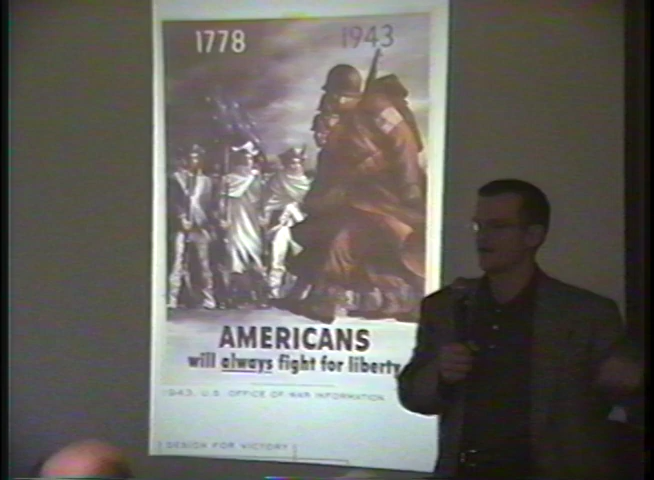 1778 1943
AMERICANS
will always fight for liberty
1943, U.S. OFFICE OF WAR INFORMATION
DESIGN FOR VICTORY